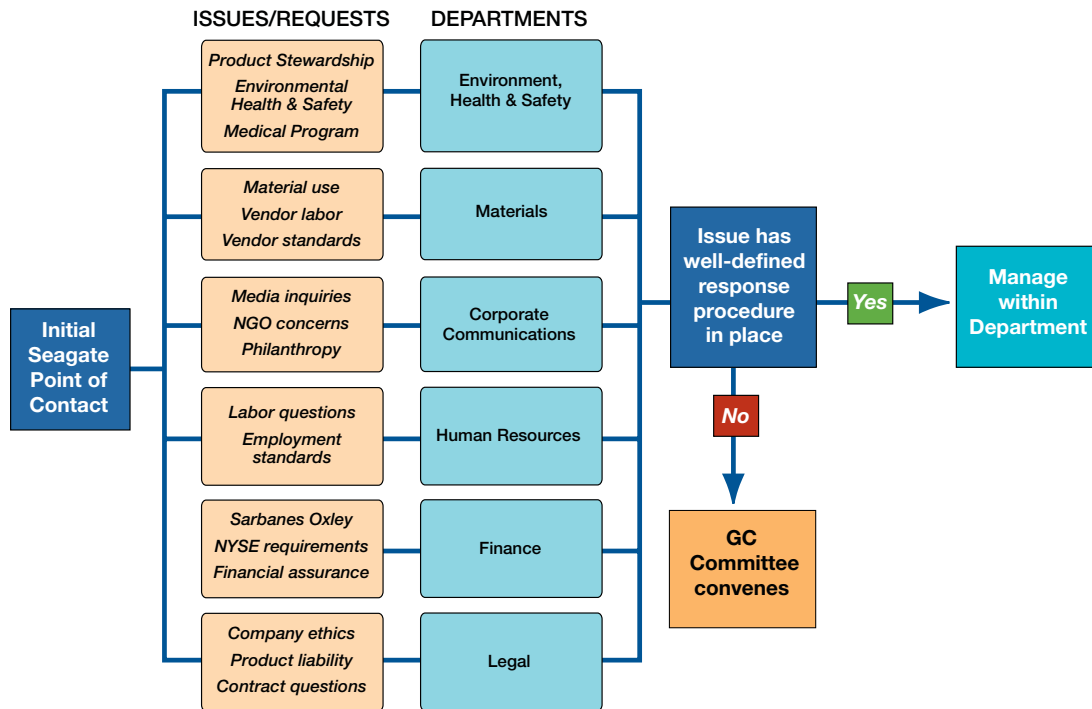 ISSUES/REQUESTS
DEPARTMENTS
Initial
Seagate
Point of
Contact
Product Stewardship
Environmental
Health & Safety
Medical Program
Environment,
Health & Safety
Material use
Vendor labor
Vendor standards
Materials
Media inquiries
NGO concerns
Philanthropy
Corporate
Communications
Labor questions
Employment
standards
Human Resources
Sarbanes Oxley
NYSE requirements
Financial assurance
Finance
Company ethics
Product liability
Contract questions
Legal
Issue has
well-defined
response
procedure
in place
Yes
Manage
within
Department
No
GC
Committee
convenes